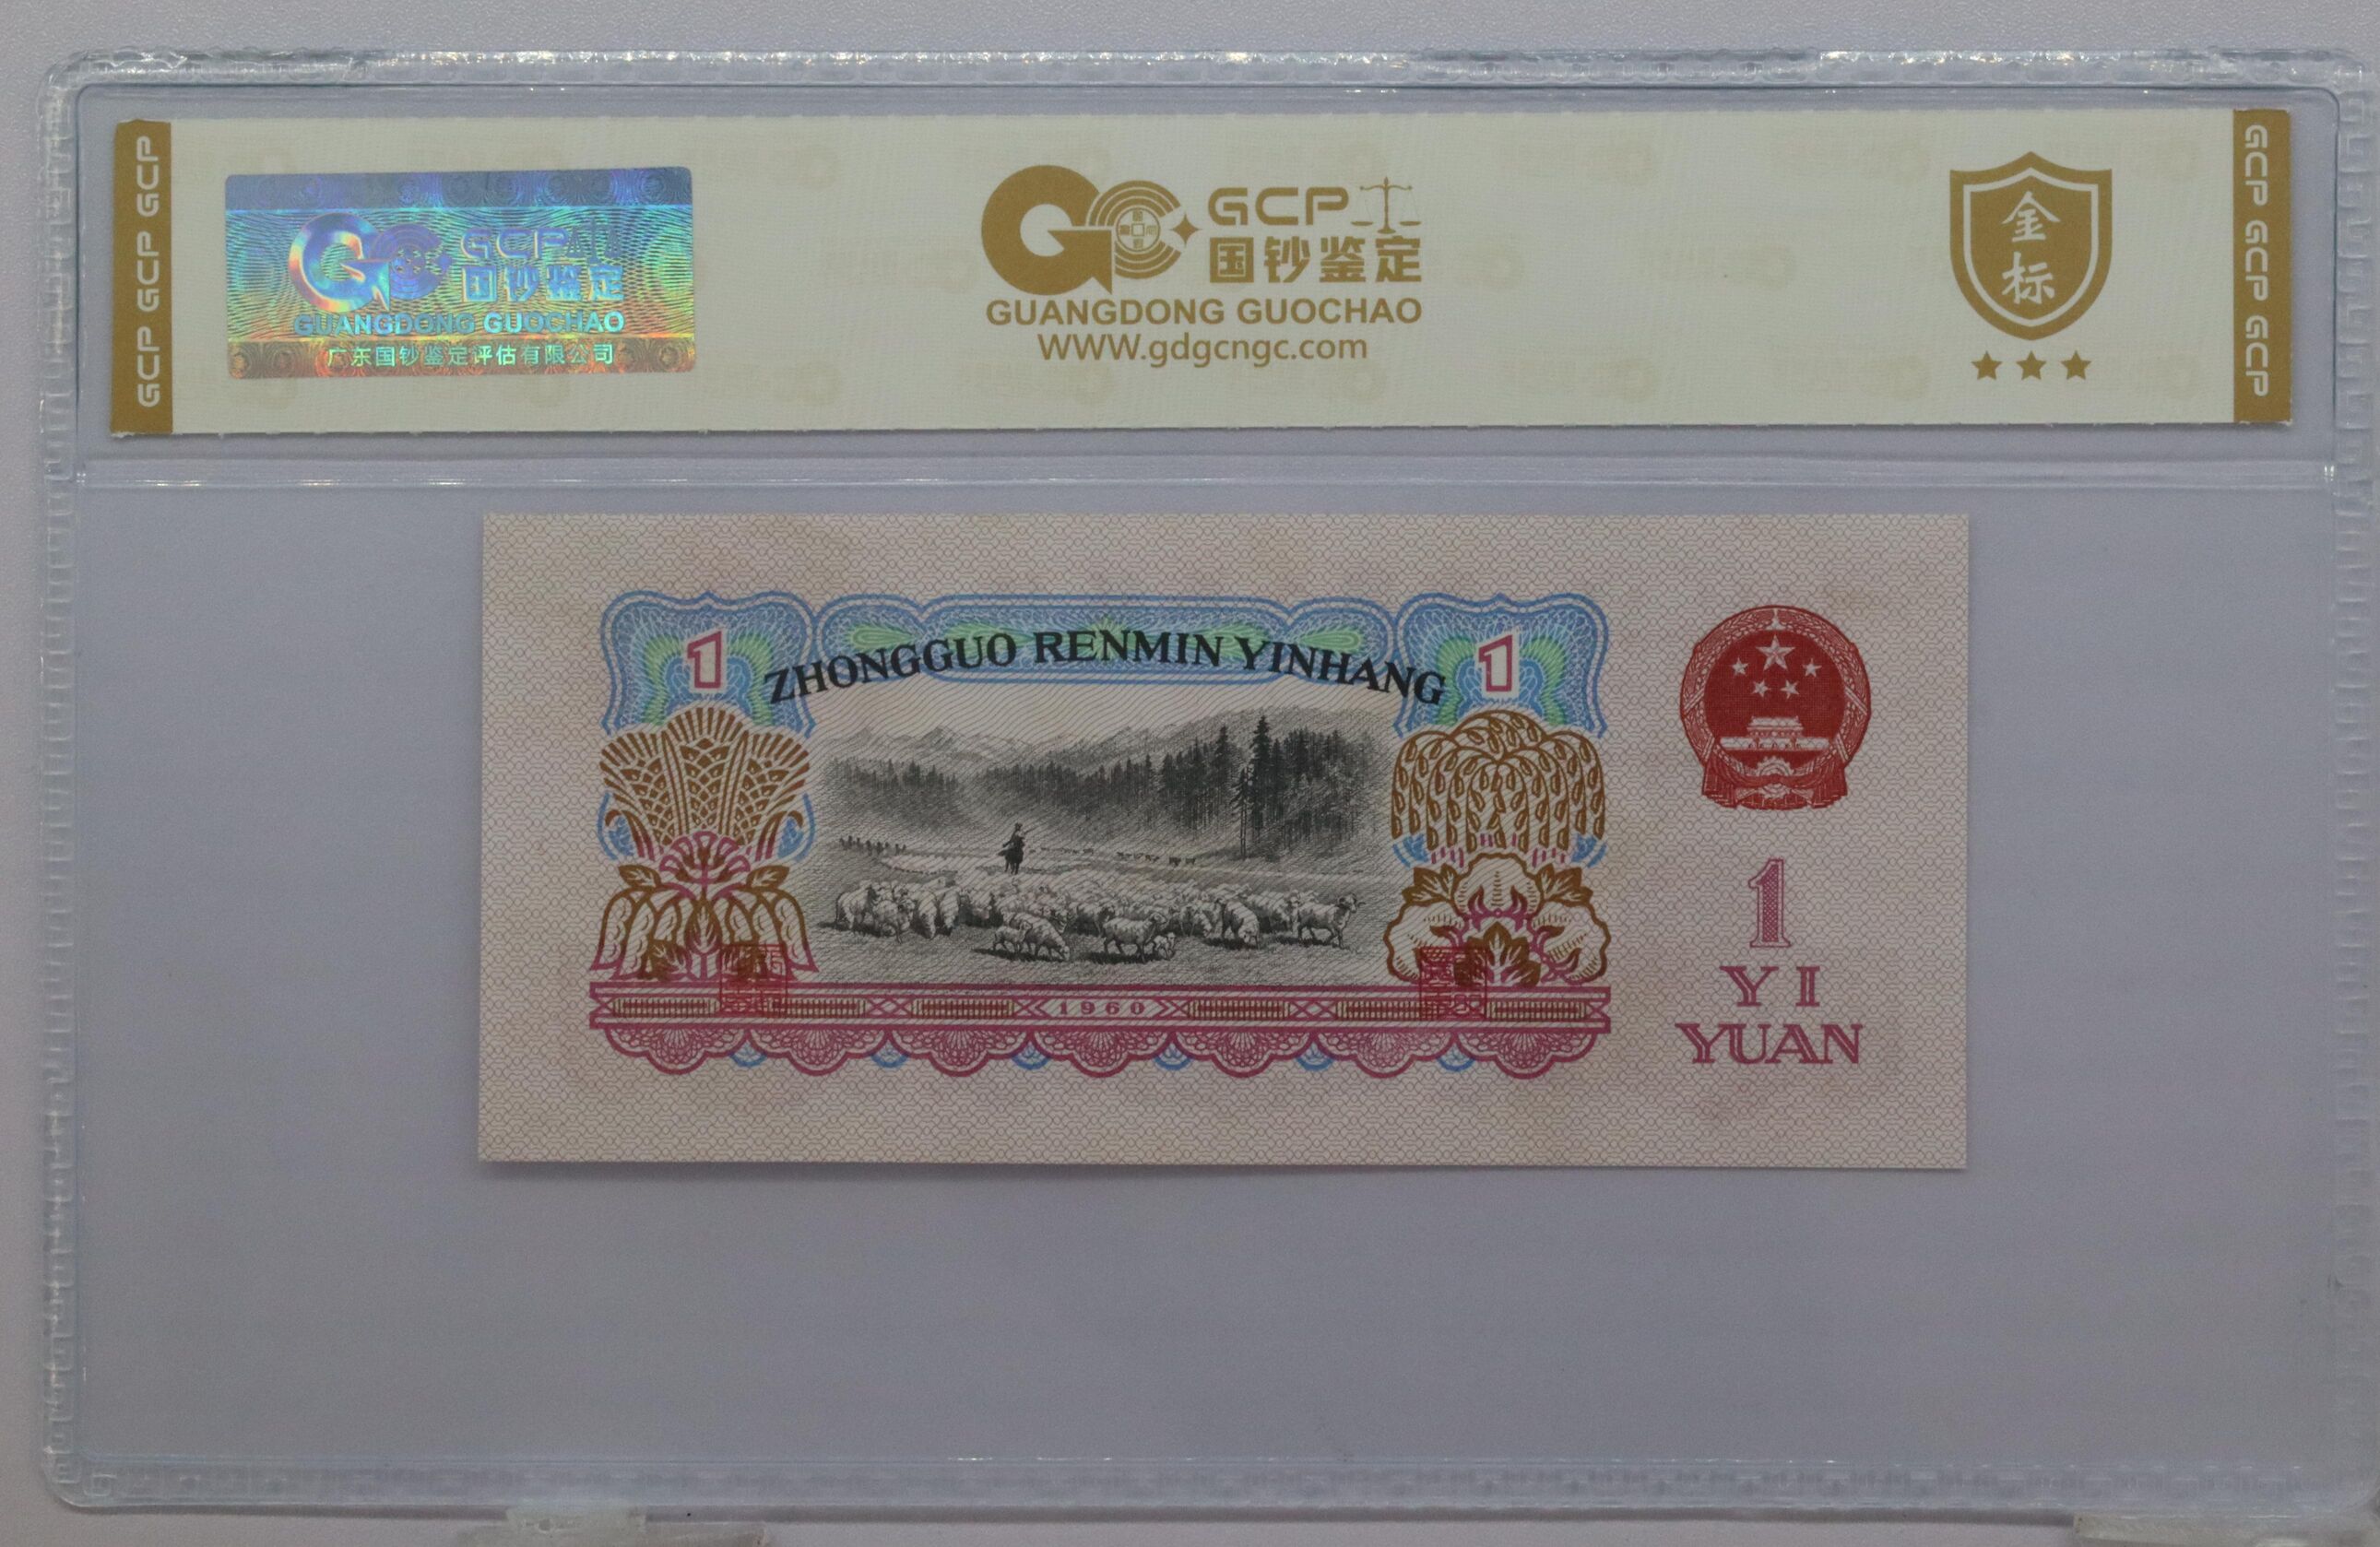 GCP GCP GCP
GCP
国钞鉴定
GUANGDONG GUOCHAO
广东国钞鉴定评估有限公司
GCP
国钞鉴定
GUANGDONG GUOCHAO
www.gdgcngc.com
金
标
GCP GCP GCP
1
ZHONGGUO RENMIN YINHANG
1
1960
1
YI
YUAN